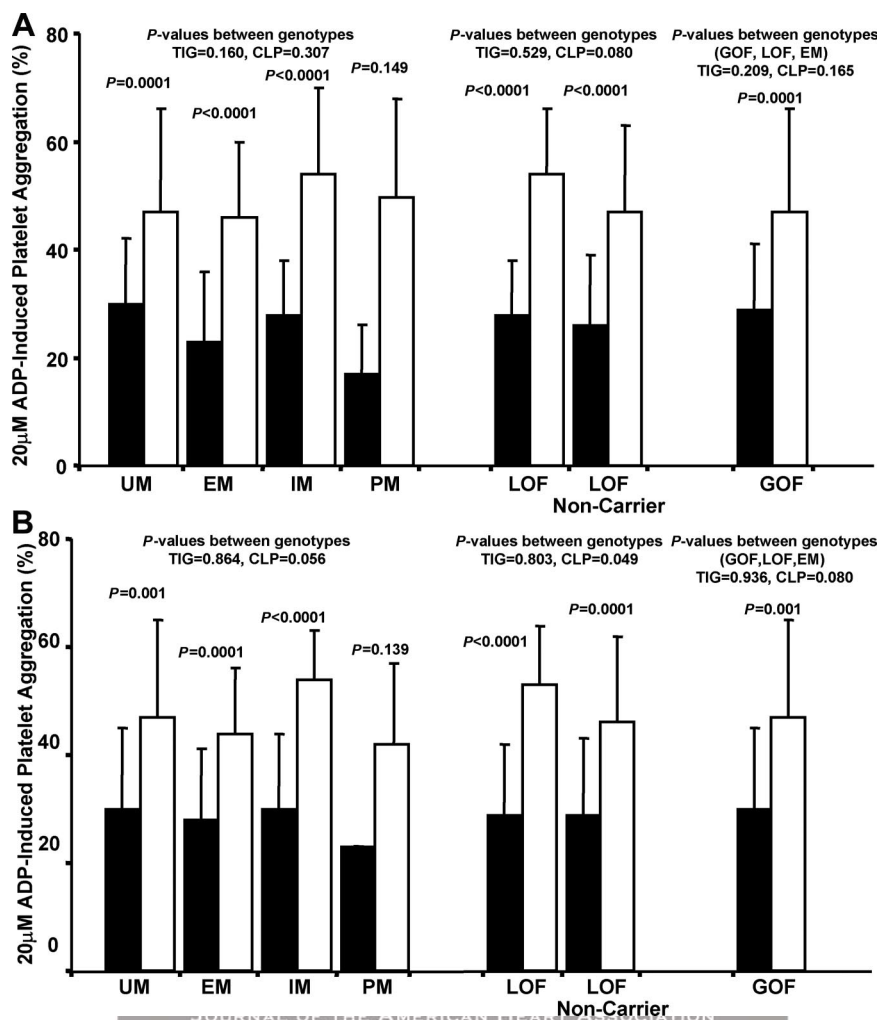 A
20µM ADP-Induced Platelet Aggregation (%)
80
60
40
20
0
P-values between genotypes
TIG=0.160, CLP=0.307
P-values between genotypes
TIG=0.529, CLP=0.080
P-values between genotypes
(GOF, LOF, EM)
TIG=0.209, CLP=0.165
P=0.0001
P<0.0001
P<0.0001
P=0.149
P<0.0001
P<0.0001
P=0.0001
UM
EM
IM
PM
LOF
LOF
Non-Carrier
GOF
B
20µM ADP-Induced Platelet Aggregation (%)
80
60
40
20
0
P-values between genotypes
TIG=0.864, CLP=0.056
P-values between genotypes
TIG=0.803, CLP=0.049
P-values between genotypes
(GOF,LOF,EM)
TIG=0.936, CLP=0.080
P=0.001
P=0.0001
P<0.0001
P=0.139
P<0.0001
P=0.0001
P=0.001
UM
EM
IM
PM
LOF
LOF
Non-Carrier
GOF
JOURNAL OF THE AMERICAN HEART ASSOCIATION